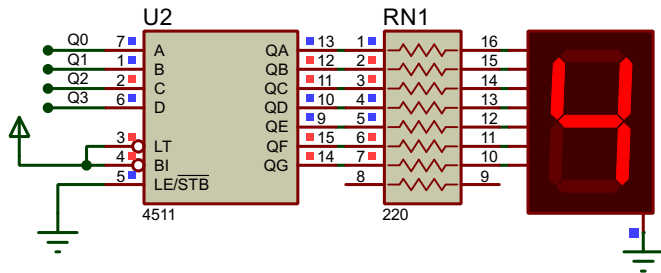 U2 RN1
Q0 7 A QA 13 1 16
Q1 1 B QB 12 2 15
Q2 2 C QC 11 3 14
Q3 6 D QD 10 4 13
QE 9 5 12
3 LT QF 15 6 11
4 BI QG 14 7 10
5 LE/STB 8 9
4511 220